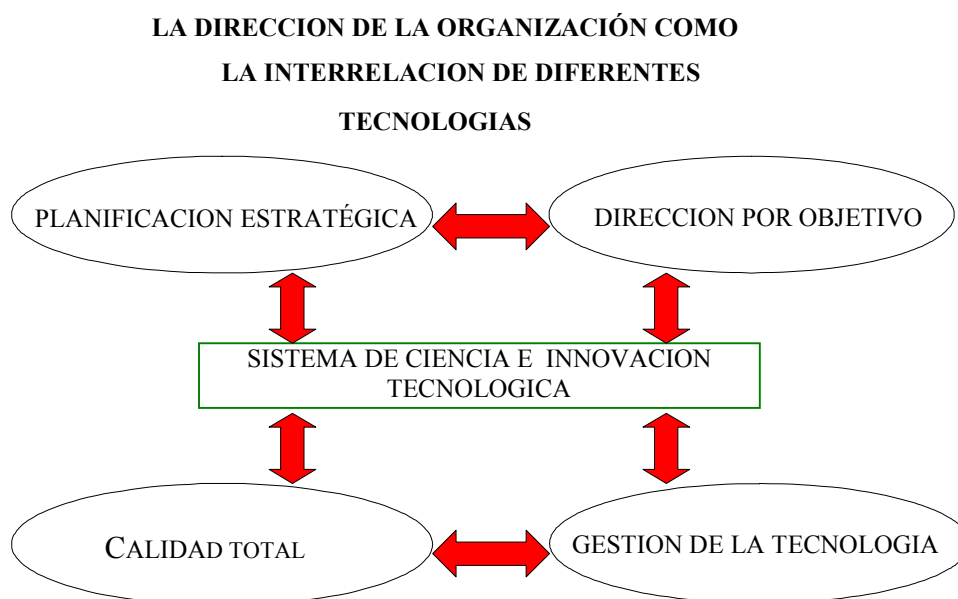 LA DIRECCION DE LA ORGANIZACIÓN COMO
LA INTERRELACION DE DIFERENTES
TECNOLOGIAS
PLANIFICACION ESTRATÉGICA
DIRECCION POR OBJETIVO
SISTEMA DE CIENCIA E INNOVACION
TECNOLOGICA
CALIDAD TOTAL
GESTION DE LA TECNOLOGIA